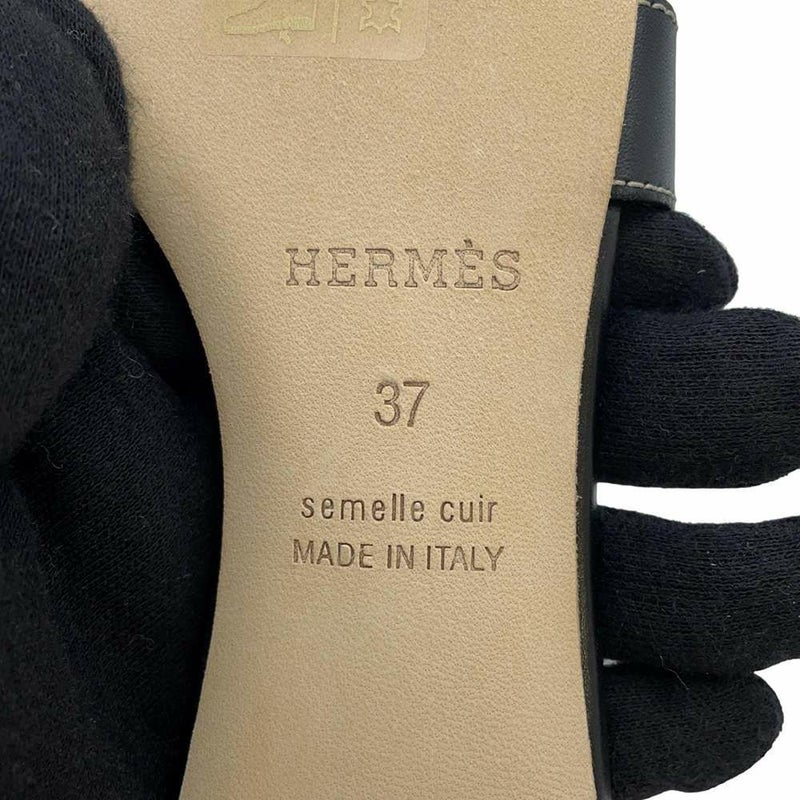 HERMÈS
37
semelle cuir
MADE IN ITALY